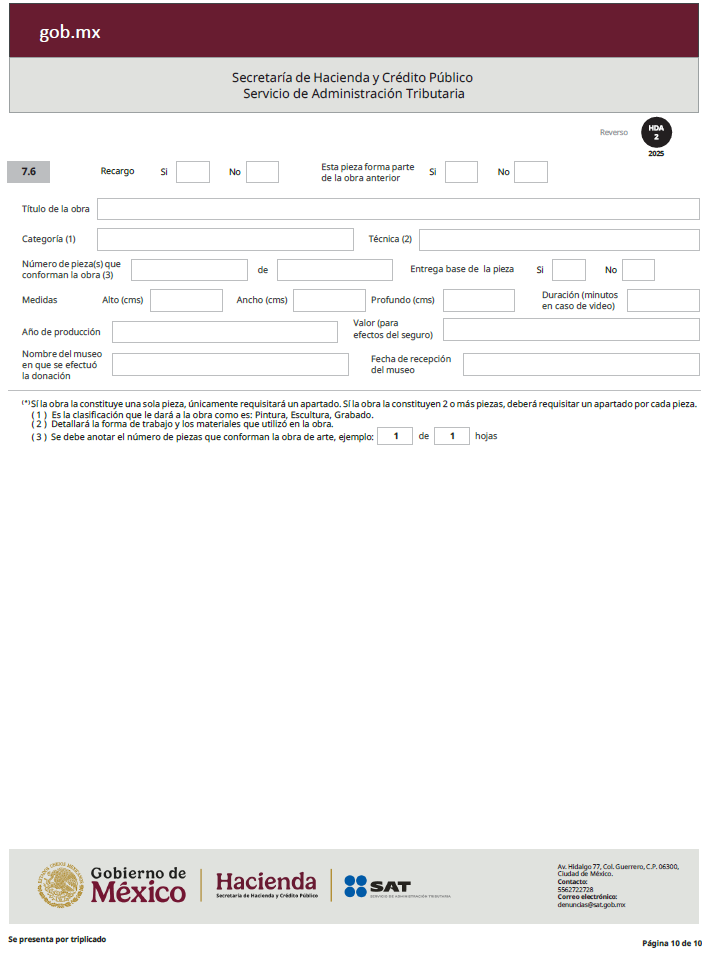 gob.mx
Secretaría de Hacienda y Crédito Público
Servicio de Administración Tributaria
Reverso
HDA
2
2025
7.6
Recargo Si No Esta pieza forma parte de la obra anterior Si No
Título de la obra
Categoría (1) Técnica (2)
Número de pieza(s) que conforman la obra (3) de Entrega base de la pieza Si No
Medidas Alto (cms) Ancho (cms) Profundo (cms) Duración (minutos en caso de video)
Año de producción Valor (para efectos del seguro)
Nombre del museo en que se efectuó la donación Fecha de recepción del museo
(*) Sí la obra la constituye una sola pieza, únicamente requisitará un apartado. Sí la obra la constituyen 2 o más piezas, deberá requisitar un apartado por cada pieza.
( 1 ) Es la clasificación que le dará a la obra como es: Pintura, Escultura, Grabado.
( 2 ) Detallará la forma de trabajo y los materiales que utilizó en la obra.
( 3 ) Se debe anotar el número de piezas que conforman la obra de arte, ejemplo: 1 de 1 hojas
Gobierno de
México
Hacienda
Secretaría de Hacienda y Crédito Público
SAT
SERVICIO DE ADMINISTRACIÓN TRIBUTARIA
Av. Hidalgo 77, Col. Guerrero, C.P. 06300,
Ciudad de México.
Contacto:
5562722728
Correo electrónico:
denuncias@sat.gob.mx
Se presenta por triplicado
Página 10 de 10